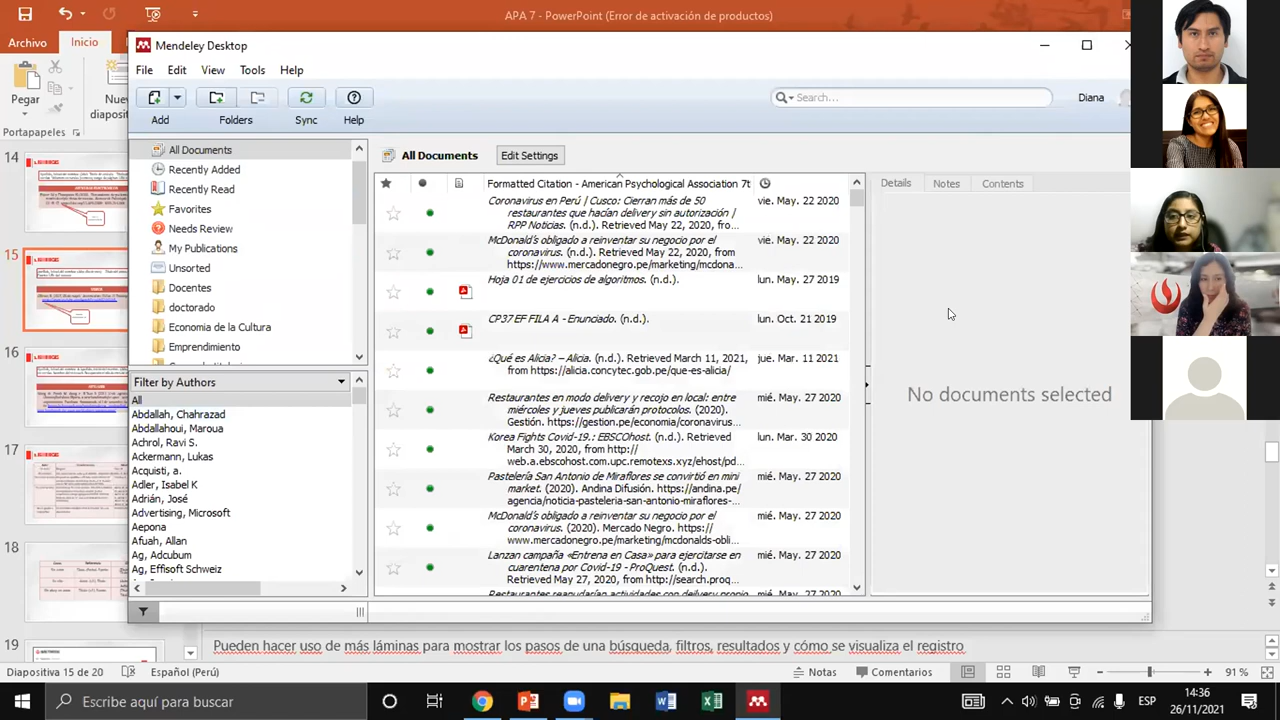 APA 7 - PowerPoint (Error de activación de productos)
Archivo
Inicio
Pegar
Portapapeles
14
15
16
17
18
19
Mendeley Desktop
File Edit View Tools Help
Add Folders Sync Help
Search...
Diana
All Documents
Recently Added
Recently Read
Favorites
Needs Review
My Publications
Unsorted
Docentes
doctorado
Economia de la Cultura
Emprendimiento
Filter by Authors
All
Abdallah, Chahrazad
Abdallahoui, Maroua
Achrol, Ravi S.
Ackermann, Lukas
Acquisti, a.
Adler, Isabel K
Adrián, José
Advertising, Microsoft
Aepona
Afuah, Allan
Ag, Adcubum
Ag, Effisoft Schweiz
All Documents
Edit Settings
Formatted Citation - American Psychological Association
Coronavirus en Perú | Cusco: Cierran más de 50
restaurantes que hacían delivery sin autorización |
RPP Noticias. (n.d.). Retrieved May 22, 2020, fro...
vie. May. 22 2020
McDonald's obligado a reinventar su negocio por el
coronavirus. (n.d.). Retrieved May 22, 2020, from
https://www.mercadonegro.pe/marketing/mcdona...
vie. May. 22 2020
Hoja 01 de ejercicios de algoritmos. (n.d.).
lun. May. 27 2019
CP37 EF FILA A - Enunciado. (n.d.).
lun. Oct. 21 2019
¿Qué es Alicia? – Alicia. (n.d.). Retrieved March 11, 2021,
from https://alicia.concytec.gob.pe/que-es-alicia/
jue. Mar. 11 2021
Restaurantes en modo delivery y recojo en local: entre
miércoles y jueves publicarán protocolos. (2020).
Gestión. https://gestion.pe/economia/coronavirus...
mié. May. 27 2020
Korea Fights Covid-19.: EBSCOhost. (n.d.). Retrieved
March 30, 2020, from http://
web.a.ebscohost.com.upc.remotexs.xyz/ehost/pd...
lun. Mar. 30 2020
Pastelería San Antonio de Miraflores se convirtió en mini
market. (2020). Andina Difusión. https://andina.pe/
agencia/noticia-pasteleria-san-antonio-miraflores-...
mié. May. 27 2020
McDonald's obligado a reinventar su negocio por el
coronavirus. (2020). Mercado Negro. https://
www.mercadonegro.pe/marketing/mcdonalds-obli...
mié. May. 27 2020
Lanzan campaña «Entrena en Casa» para ejercitarse en
cuarentena por Covid-19 - ProQuest. (n.d.).
Retrieved May 27, 2020, from http://search.proq...
mié. May. 27 2020
mié. May. 27 2020
Details Notes Contents
No documents selected
Pueden hacer uso de más láminas para mostrar los pasos de una búsqueda, filtros, resultados y cómo se visualiza el registro
Diapositiva 15 de 20
Español (Perú)
Notas
Comentarios
91 %
Escribe aquí para buscar
ESP
14:36
26/11/2021